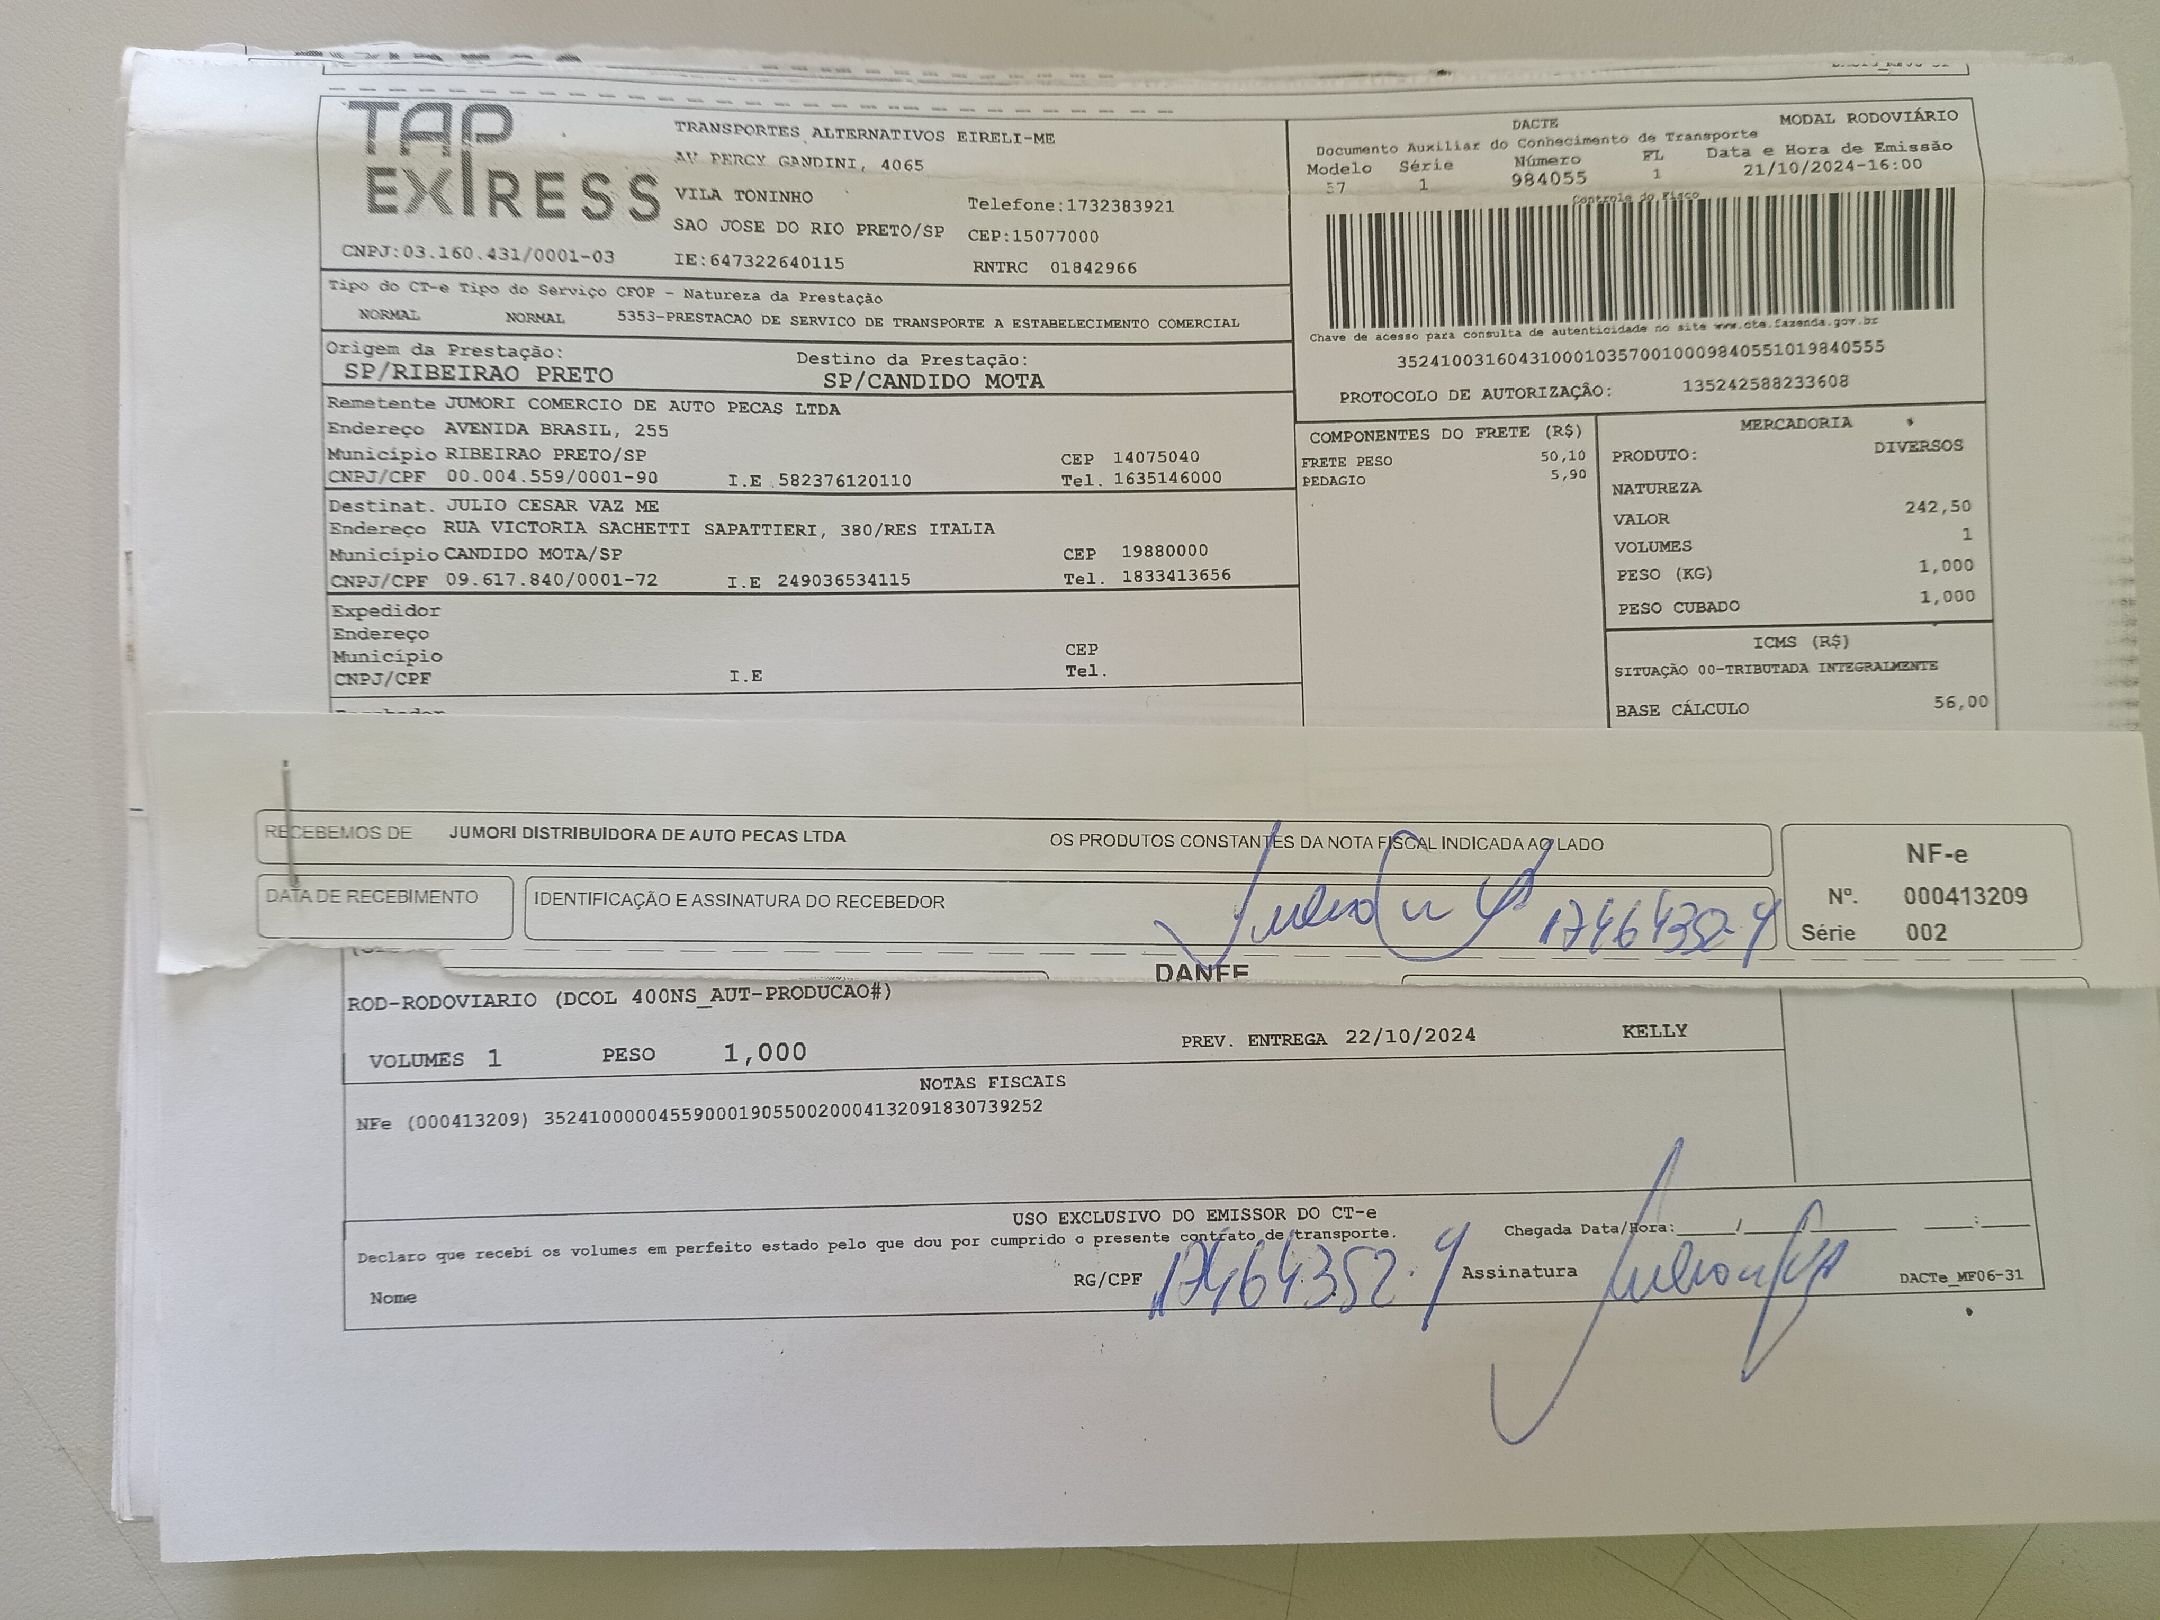 TAP EXPRESS
TRANSPORTES ALTERNATIVOS EIRELI-ME
AV PERCY GANDINI, 4065
VILA TONINHO
Telefone:1732383921
SAO JOSE DO RIO PRETO/SP
CEP:15077000
CNPJ:03.160.431/0001-03
IE:647322640115
RNTRC 01842966
DACTE
MODAL RODOVIÁRIO
Documento Auxiliar do Conhecimento de Transporte
Modelo Série Número FL Data e Hora de Emissão
57 1 984055 1 21/10/2024-16:00
Controle do Fisco
Chave de acesso para consulta de autenticidade no site www.cte.fazenda.gov.br
35241003160431000103570010009840551019840555
PROTOCOLO DE AUTORIZAÇÃO: 135242588233608
Tipo do CT-e Tipo do Serviço CFOP - Natureza da Prestação
NORMAL NORMAL 5353-PRESTACAO DE SERVICO DE TRANSPORTE A ESTABELECIMENTO COMERCIAL
Origem da Prestação: Destino da Prestação:
SP/RIBEIRAO PRETO SP/CANDIDO MOTA
Remetente JUMORI COMERCIO DE AUTO PECAS LTDA
Endereço AVENIDA BRASIL, 255
Município RIBEIRAO PRETO/SP CEP 14075040
CNPJ/CPF 00.004.559/0001-90 I.E 582376120110 Tel. 1635146000
Destinat. JULIO CESAR VAZ ME
Endereço RUA VICTORIA SACHETTI SAPATTIERI, 380/RES ITALIA
Município CANDIDO MOTA/SP CEP 19880000
CNPJ/CPF 09.617.840/0001-72 I.E 249036534115 Tel. 1833413656
Expedidor
Endereço
Município CEP
CNPJ/CPF I.E Tel.
COMPONENTES DO FRETE (R$)
FRETE PESO 50,10
PEDAGIO 5,90
MERCADORIA
PRODUTO: DIVERSOS
NATUREZA
VALOR 242,50
VOLUMES 1
PESO (KG) 1,000
PESO CUBADO 1,000
ICMS (R$)
SITUAÇÃO 00-TRIBUTADA INTEGRALMENTE
BASE CÁLCULO 56,00
RECEBEMOS DE JUMORI DISTRIBUIDORA DE AUTO PECAS LTDA OS PRODUTOS CONSTANTES DA NOTA FISCAL INDICADA AO LADO
DATA DE RECEBIMENTO IDENTIFICAÇÃO E ASSINATURA DO RECEBEDOR
17464352-4
NF-e
Nº. 000413209
Série 002
DANFE
ROD-RODOVIARIO (DCOL 400NS_AUT-PRODUCAO#)
VOLUMES 1 PESO 1,000 PREV. ENTREGA 22/10/2024 KELLY
NOTAS FISCAIS
NFe (000413209) 35241000004559000190550020004132091830739252
USO EXCLUSIVO DO EMISSOR DO CT-e
Declaro que recebi os volumes em perfeito estado pelo que dou por cumprido o presente contrato de transporte.
Chegada Data/Hora:____/____ ____:____
RG/CPF 17464352-4 Assinatura
Nome
DACTe_MF06-31